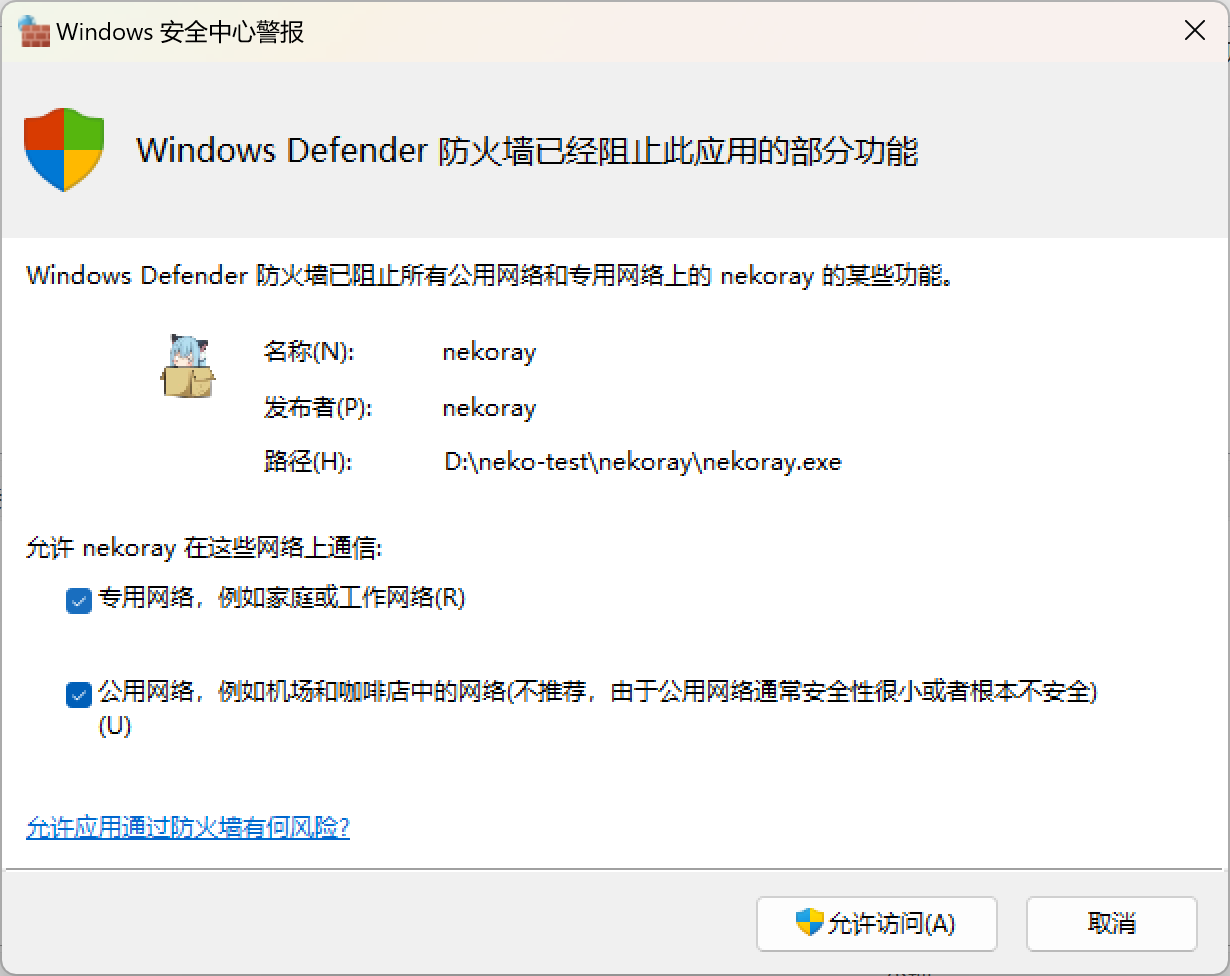 Windows 安全中心警报
Windows Defender 防火墙已经阻止此应用的部分功能
Windows Defender 防火墙已阻止所有公用网络和专用网络上的 nekoray 的某些功能。
名称(N): nekoray
发布者(P): nekoray
路径(H): D:\neko-test\nekoray\nekoray.exe
允许 nekoray 在这些网络上通信:
专用网络，例如家庭或工作网络(R)
公用网络，例如机场和咖啡店中的网络(不推荐，由于公用网络通常安全性很小或者根本不安全)
(U)
允许应用通过防火墙有何风险?
允许访问(A) 取消